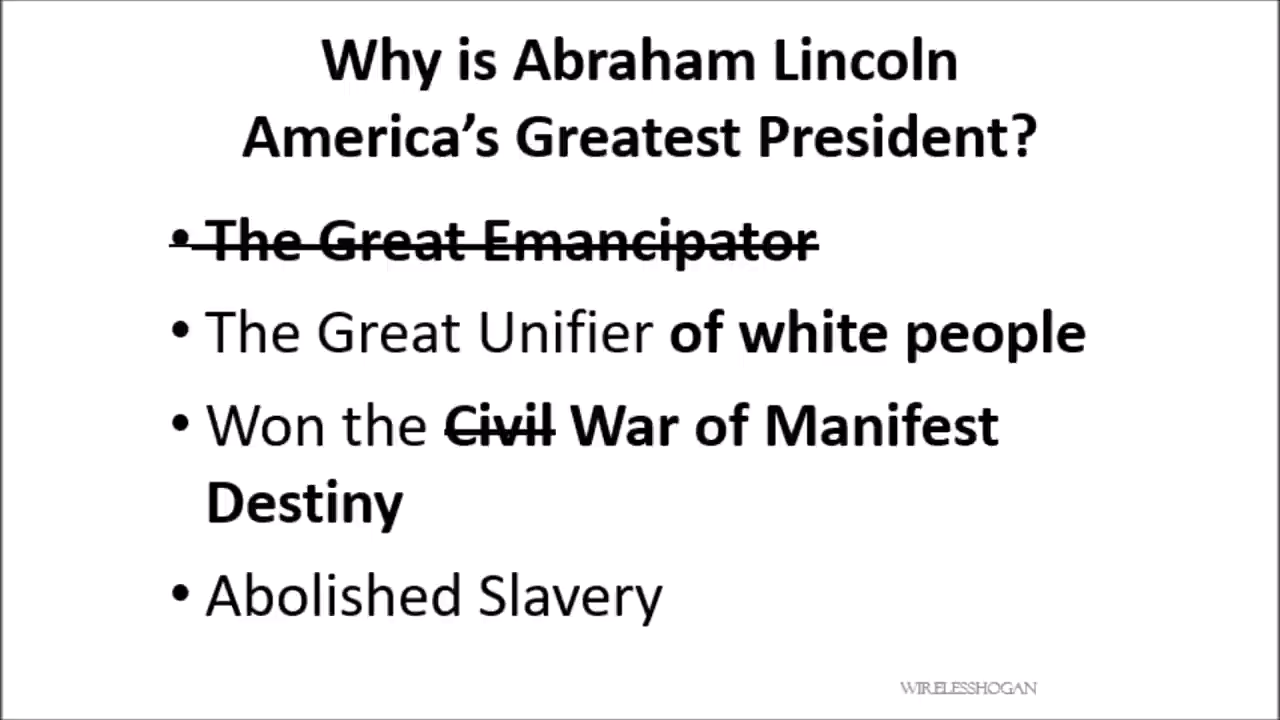 Why is Abraham Lincoln
America’s Greatest President?
• The Great Emancipator
• The Great Unifier of white people
• Won the Civil War of Manifest
Destiny
• Abolished Slavery
WIRELESSHOGAN